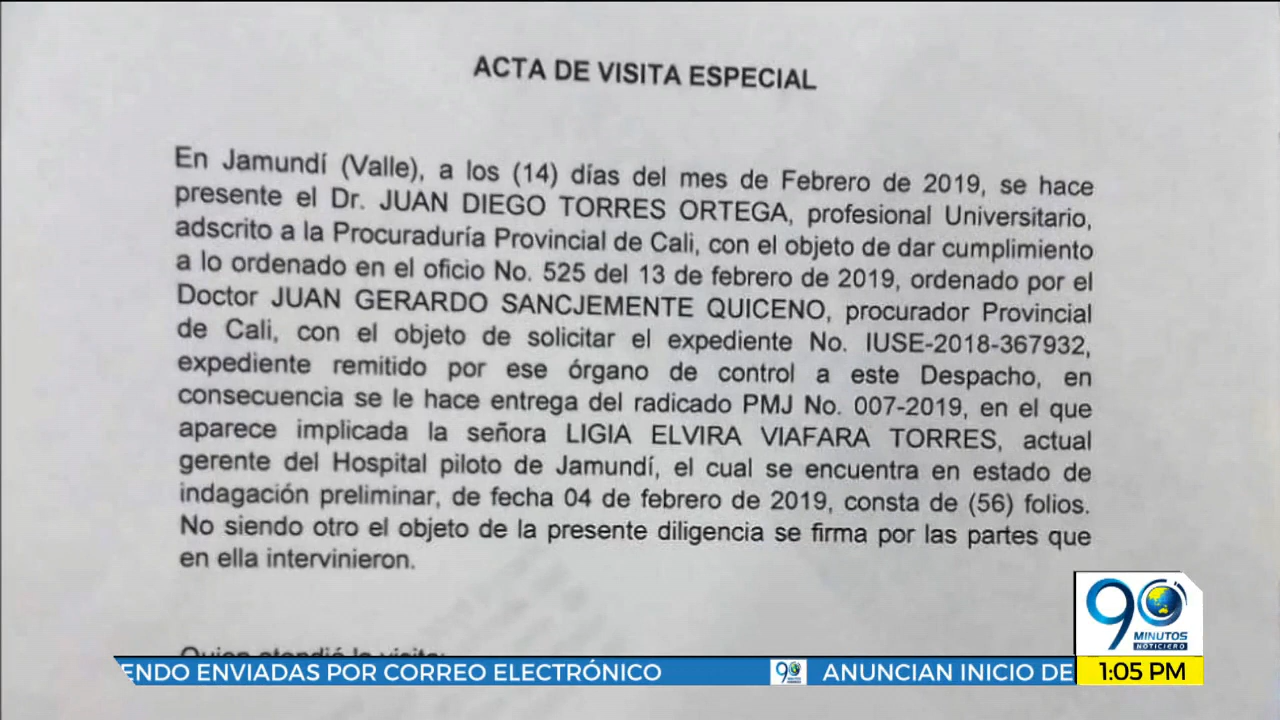 ACTA DE VISITA ESPECIAL
En Jamundí (Valle), a los (14) días del mes de Febrero de 2019, se hace
presente el Dr. JUAN DIEGO TORRES ORTEGA, profesional Universitario,
adscrito a la Procuraduría Provincial de Cali, con el objeto de dar cumplimiento
a lo ordenado en el oficio No. 525 del 13 de febrero de 2019, ordenado por el
Doctor JUAN GERARDO SANCJEMENTE QUICENO, procurador Provincial
de Cali, con el objeto de solicitar el expediente No. IUSE-2018-367932,
expediente remitido por ese órgano de control a este Despacho, en
consecuencia se le hace entrega del radicado PMJ No. 007-2019, en el que
aparece implicada la señora LIGIA ELVIRA VIAFARA TORRES, actual
gerente del Hospital piloto de Jamundí, el cual se encuentra en estado de
indagación preliminar, de fecha 04 de febrero de 2019, consta de (56) folios.
No siendo otro el objeto de la presente diligencia se firma por las partes que
en ella intervinieron.
Quien atendió la visita:
90
MINUTOS
NOTICIERO
ENDO ENVIADAS POR CORREO ELECTRÓNICO
90
ANUNCIAN INICIO DE
1:05 PM